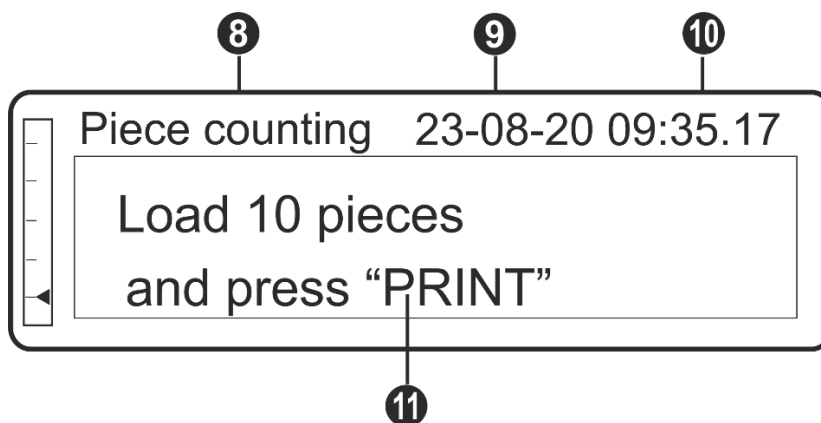 8 9 10
Piece counting 23-08-20 09:35.17
Load 10 pieces
and press “PRINT”
11